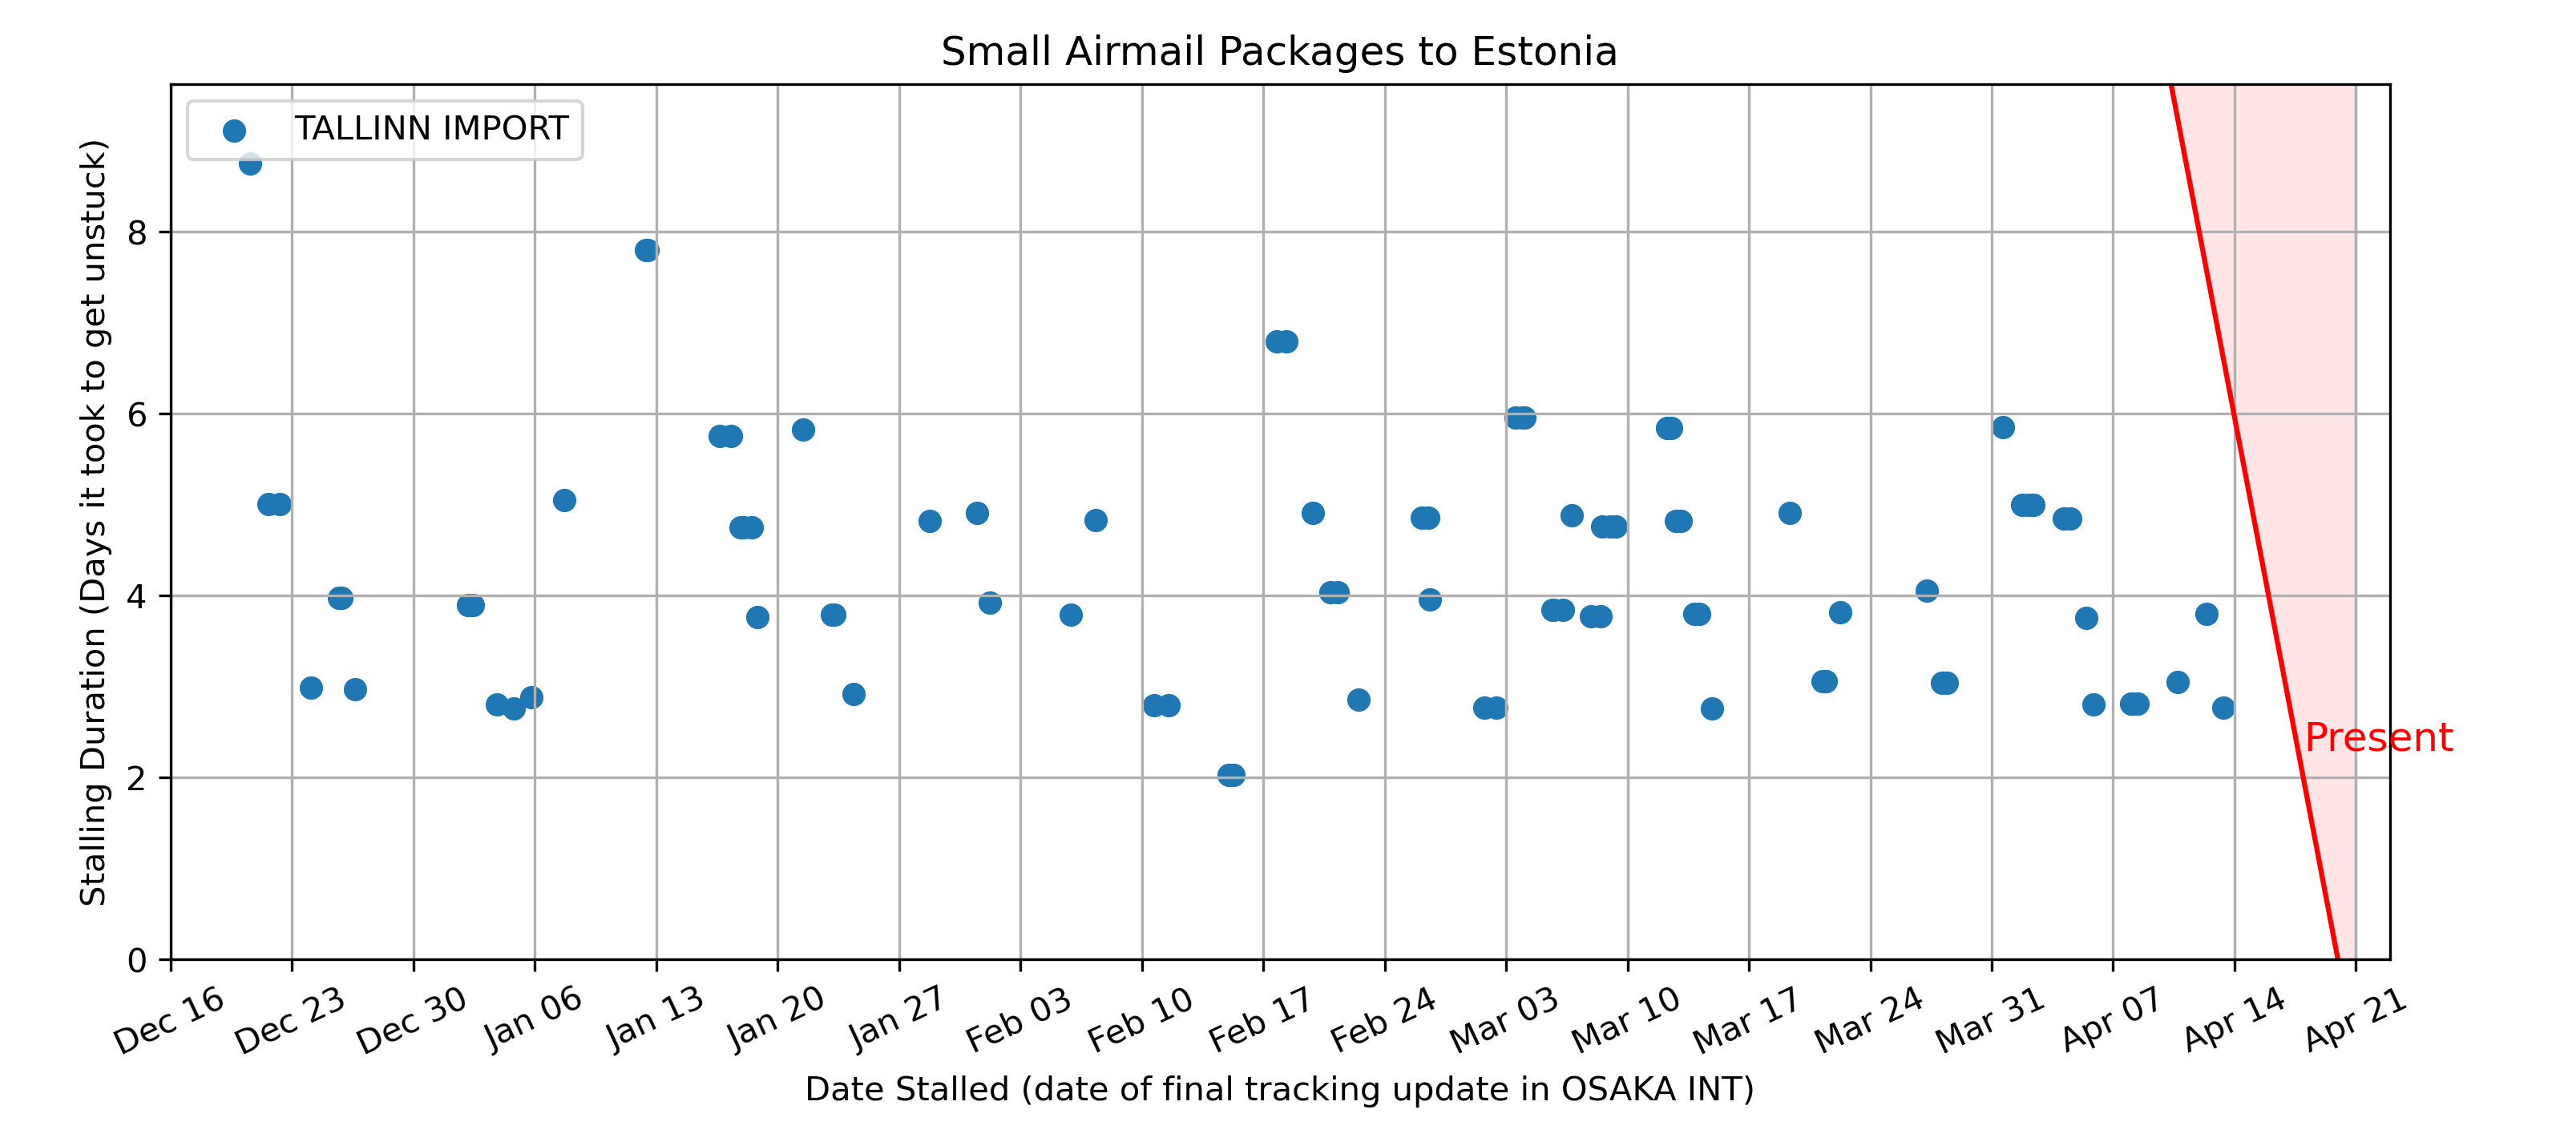 Small Airmail Packages to Estonia
TALLINN IMPORT
Stalling Duration (Days it took to get unstuck)
8
6
4
2
0
Present
Dec 16
Dec 23
Dec 30
Jan 06
Jan 13
Jan 20
Jan 27
Feb 03
Feb 10
Feb 17
Feb 24
Mar 03
Mar 10
Mar 17
Mar 24
Mar 31
Apr 07
Apr 14
Apr 21
Date Stalled (date of final tracking update in OSAKA INT)